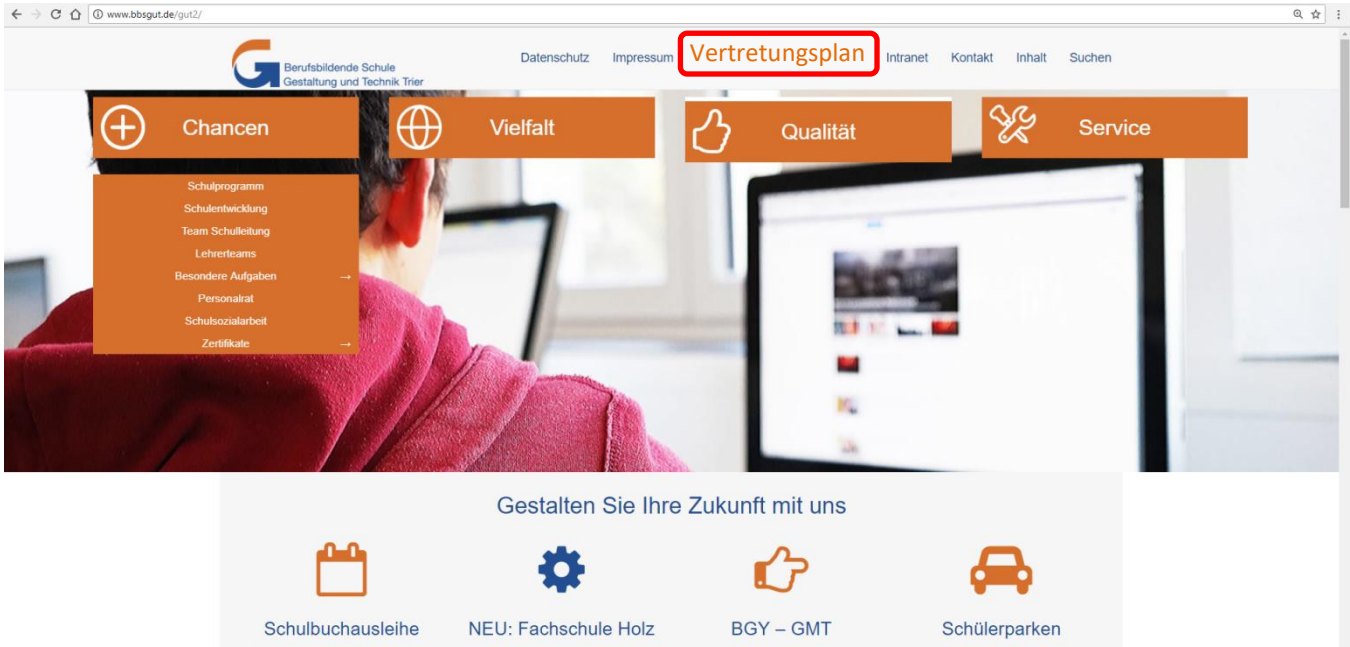 www.bbsgut.de/gut2/
Berufsbildende Schule
Gestaltung und Technik Trier
Datenschutz Impressum Vertretungsplan Intranet Kontakt Inhalt Suchen
Chancen Vielfalt Qualität Service
Schulprogramm
Schulentwicklung
Team Schulleitung
Lehrerteams
Besondere Aufgaben →
Personalrat
Schulsozialarbeit
Zertifikate →
Gestalten Sie Ihre Zukunft mit uns
Schulbuchausleihe NEU: Fachschule Holz BGY – GMT Schülerparken